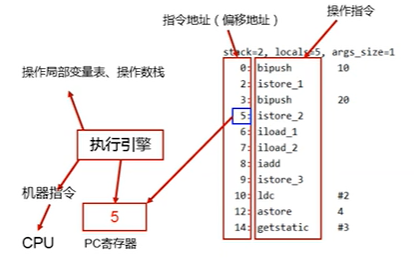 指令地址（偏移地址）
操作指令
stack=2, locals=5, args_size=1
0: bipush 10
2: istore_1
3: bipush 20
5: istore_2
6: iload_1
7: iload_2
8: iadd
9: istore_3
10: ldc #2
12: astore 4
14: getstatic #3
操作局部变量表、操作数栈
执行引擎
机器指令
5
CPU
PC寄存器